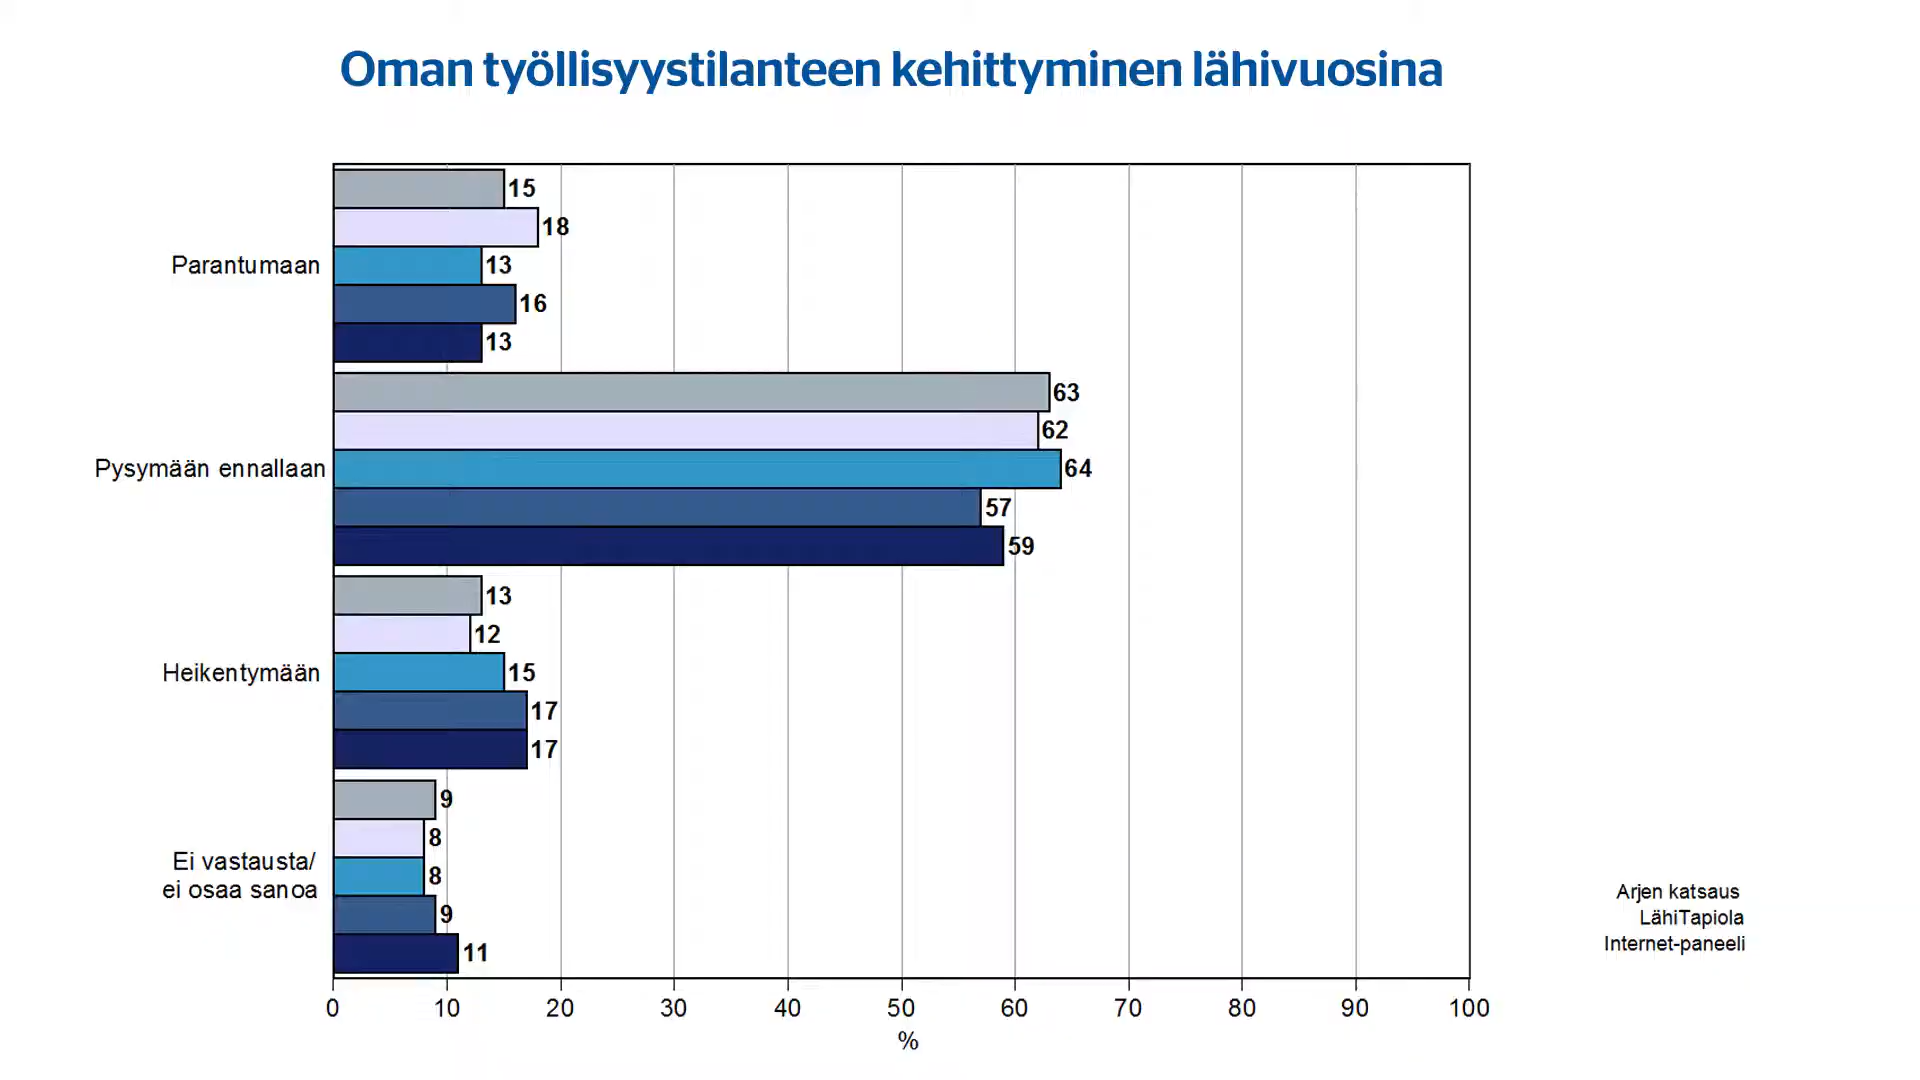 Oman työllisyystilanteen kehittyminen lähivuosina
Parantumaan
15
18
13
16
13
Pysymään ennallaan
63
62
64
57
59
Heikentymään
13
12
15
17
17
Ei vastausta/
ei osaa sanoa
9
8
8
9
11
0 10 20 30 40 50 60 70 80 90 100
%
Arjen katsaus
LähiTapiola
Internet-paneeli